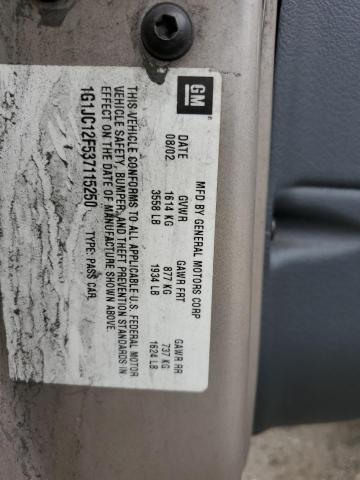 GM
MFD BY GENERAL MOTORS CORP
DATE GVWR GAWR FRT GAWR RR
08/02 1614 KG 877 KG 737 KG
3558 LB 1934 LB 1624 LB
THIS VEHICLE CONFORMS TO ALL APPLICABLE U.S. FEDERAL MOTOR
VEHICLE SAFETY, BUMPER, AND THEFT PREVENTION STANDARDS IN
EFFECT ON THE DATE OF MANUFACTURE SHOWN ABOVE.
1G1JC12F537115250 TYPE: PASS CAR